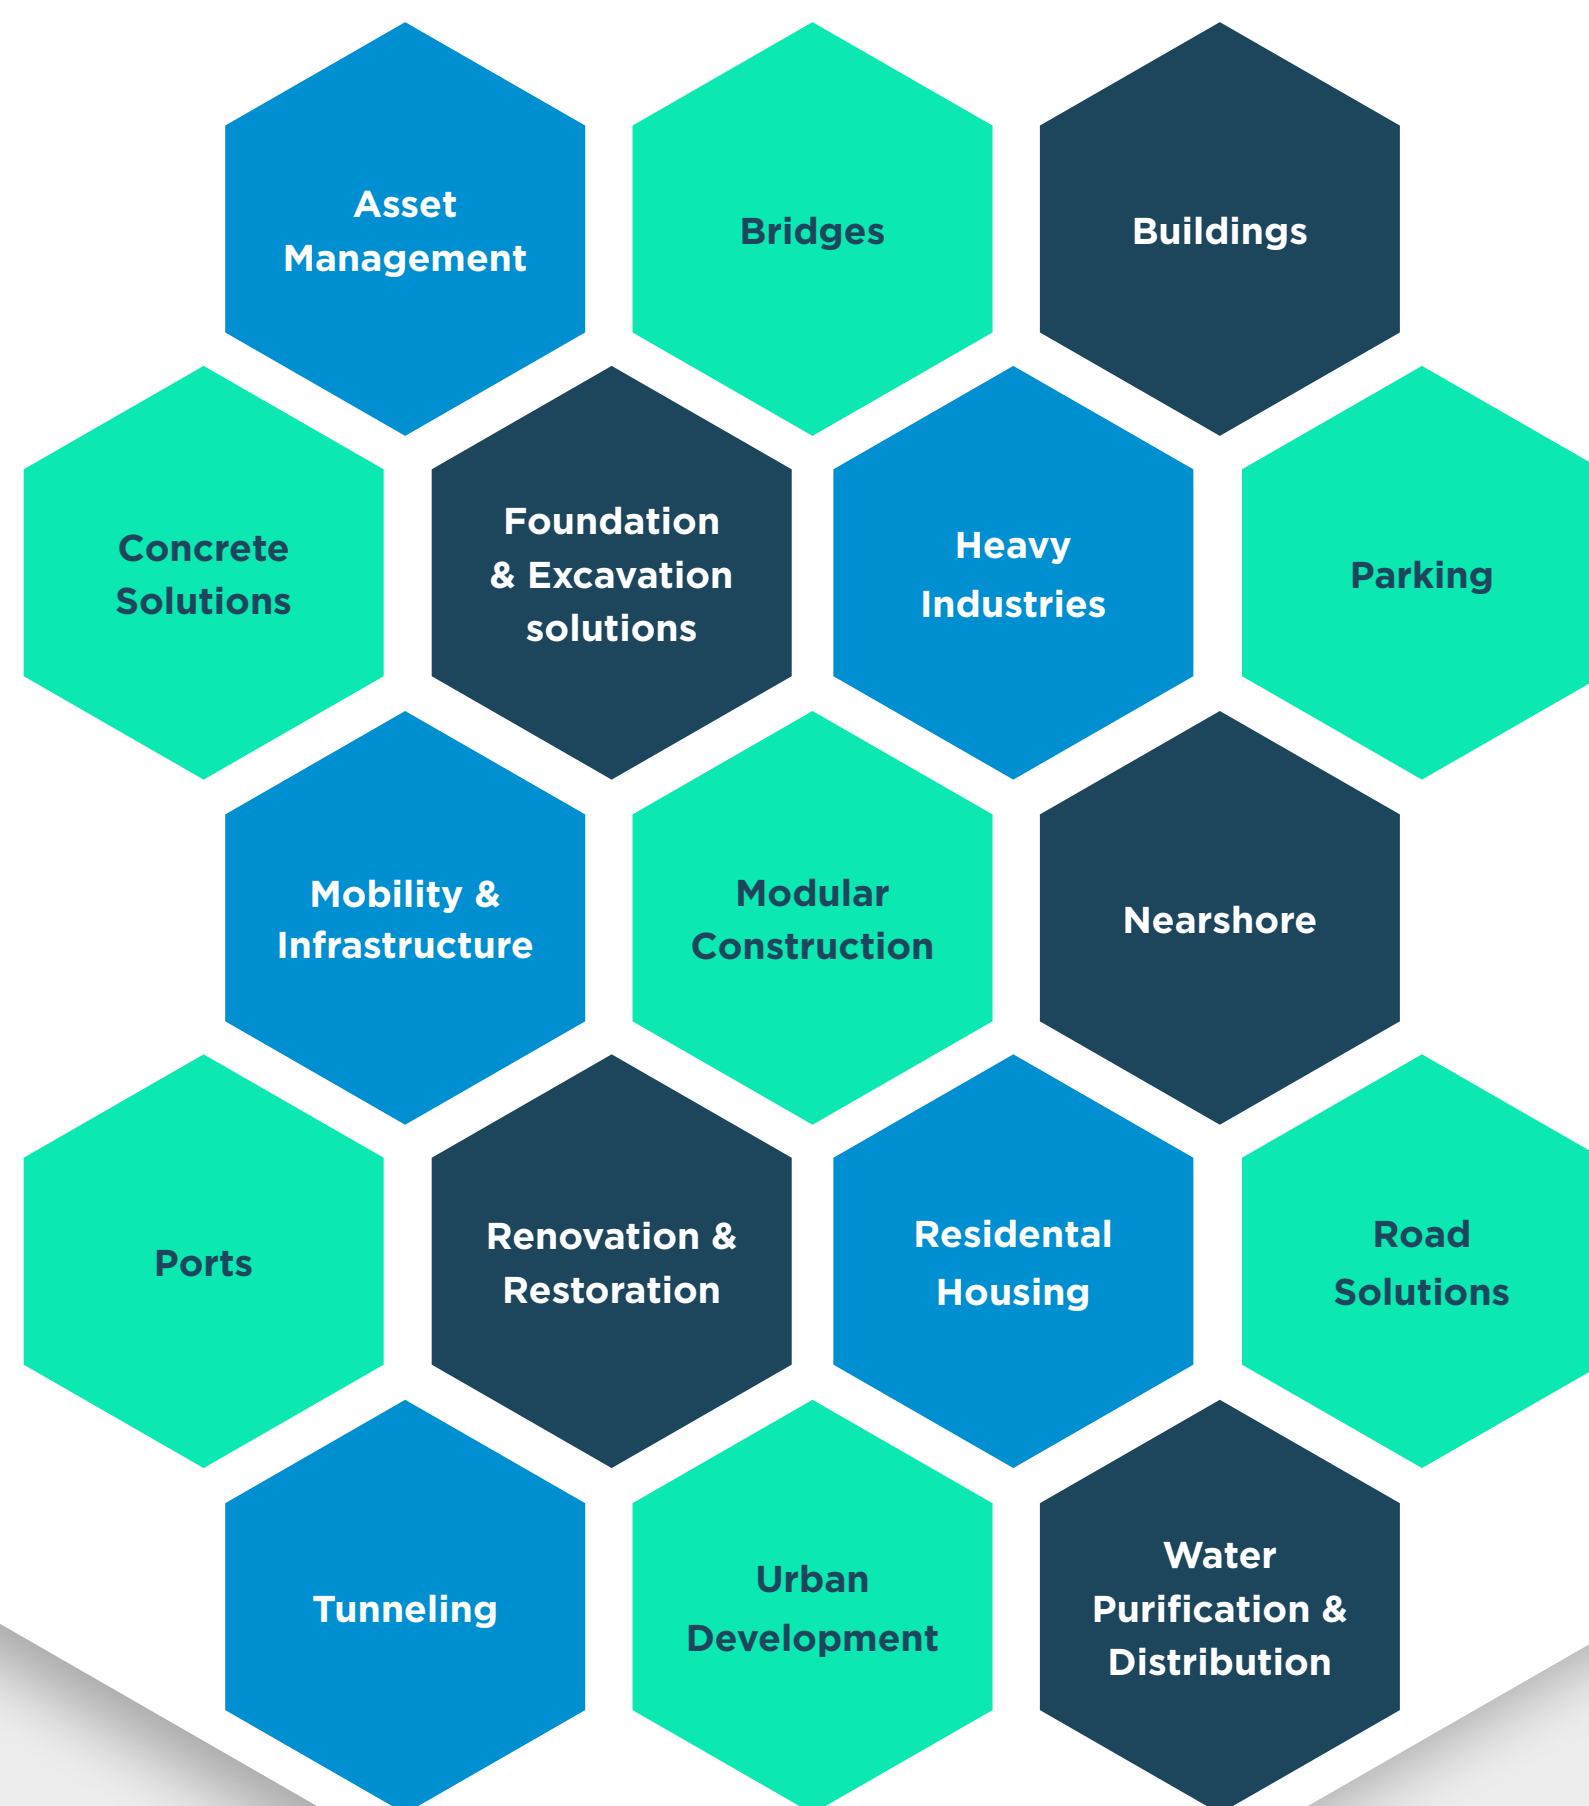 Asset
Management
Bridges
Buildings
Concrete
Solutions
Foundation
& Excavation
solutions
Heavy
Industries
Parking
Mobility &
Infrastructure
Modular
Construction
Nearshore
Ports
Renovation &
Restoration
Residental
Housing
Road
Solutions
Tunneling
Urban
Development
Water
Purification &
Distribution